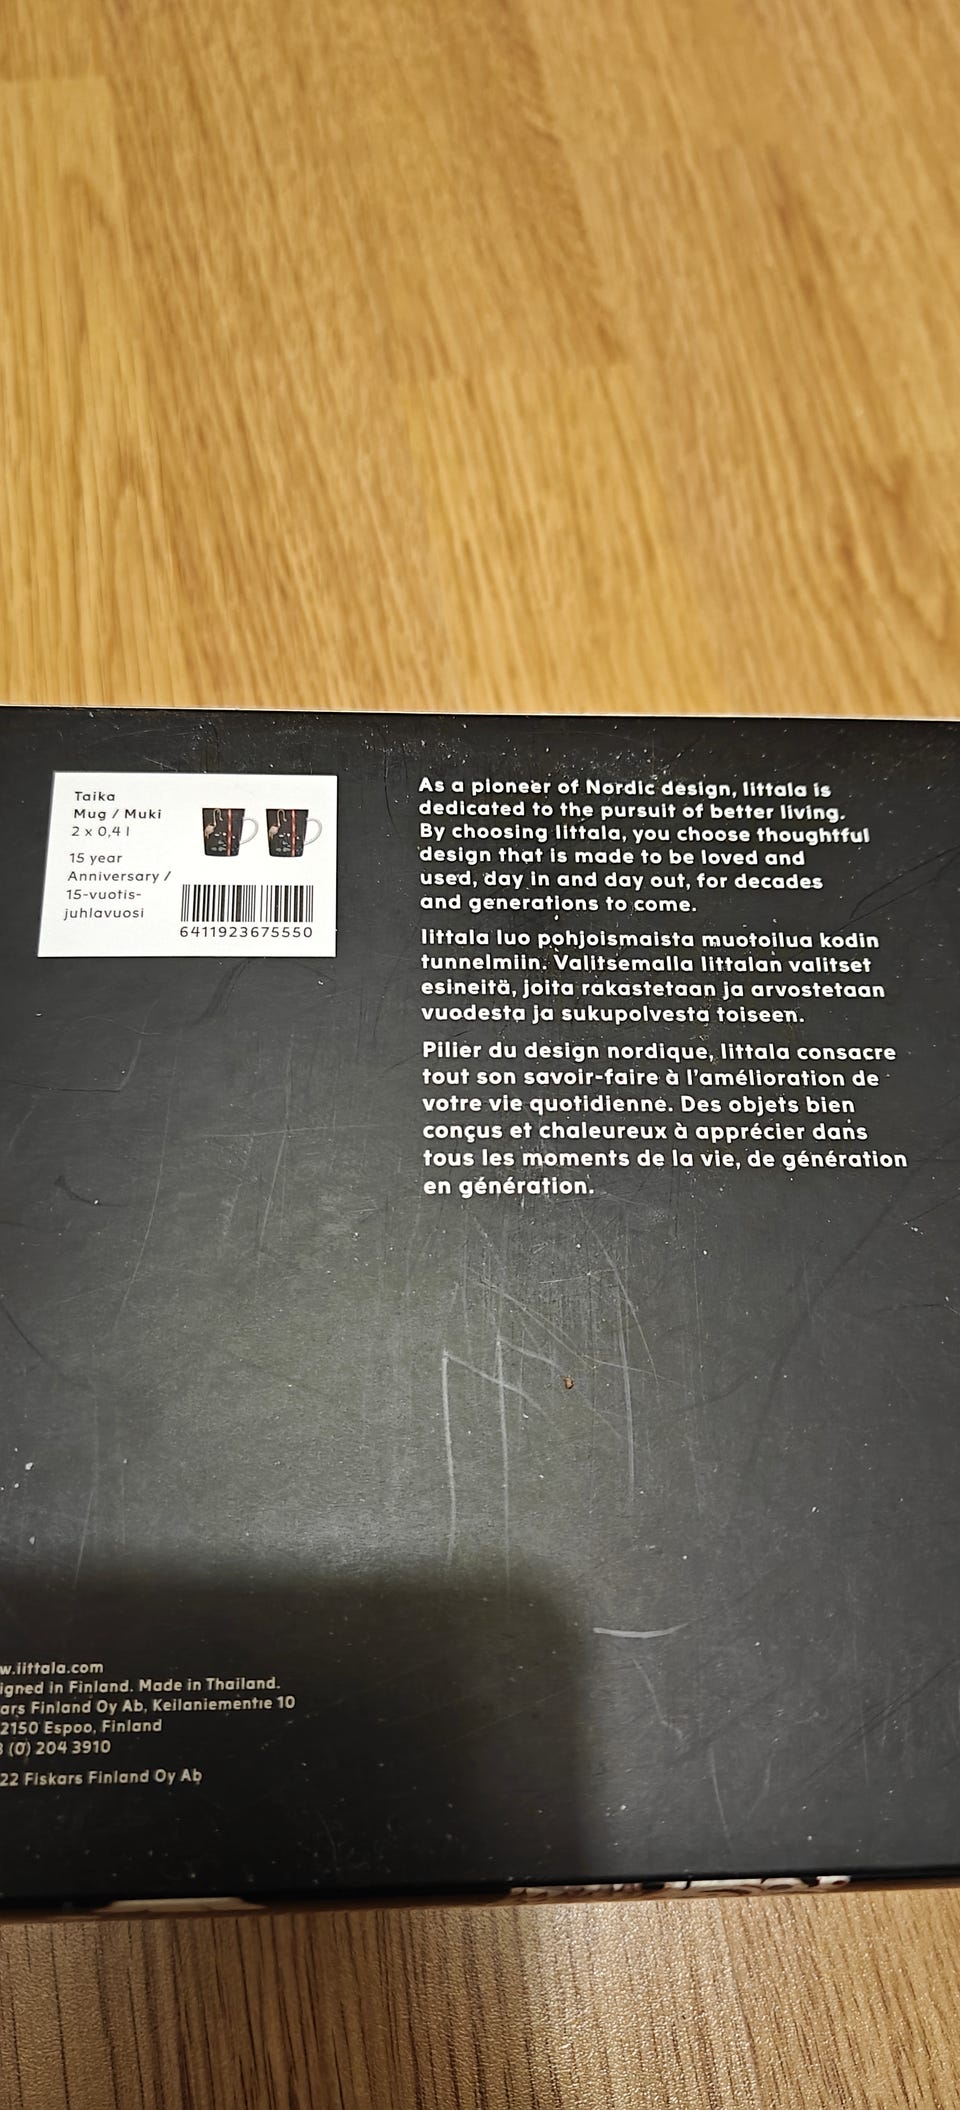 Taika
Mug / Muki
2 x 0,4 l
15 year
Anniversary /
15-vuotis-
juhlavuosi
6411923675550
As a pioneer of Nordic design, Iittala is
dedicated to the pursuit of better living.
By choosing Iittala, you choose thoughtful
design that is made to be loved and
used, day in and day out, for decades
and generations to come.
Iittala luo pohjoismaista muotoilua kodin
tunnelmiin. Valitsemalla Iittalan valitset
esineitä, joita rakastetaan ja arvostetaan
vuodesta ja sukupolvesta toiseen.
Pilier du design nordique, Iittala consacre
tout son savoir-faire à l'amélioration de
votre vie quotidienne. Des objets bien
conçus et chaleureux à apprécier dans
tous les moments de la vie, de génération
en génération.
w.iittala.com
igned in Finland. Made in Thailand.
ars Finland Oy Ab, Keilaniementie 10
2150 Espoo, Finland
(0) 204 3910
22 Fiskars Finland Oy Ab